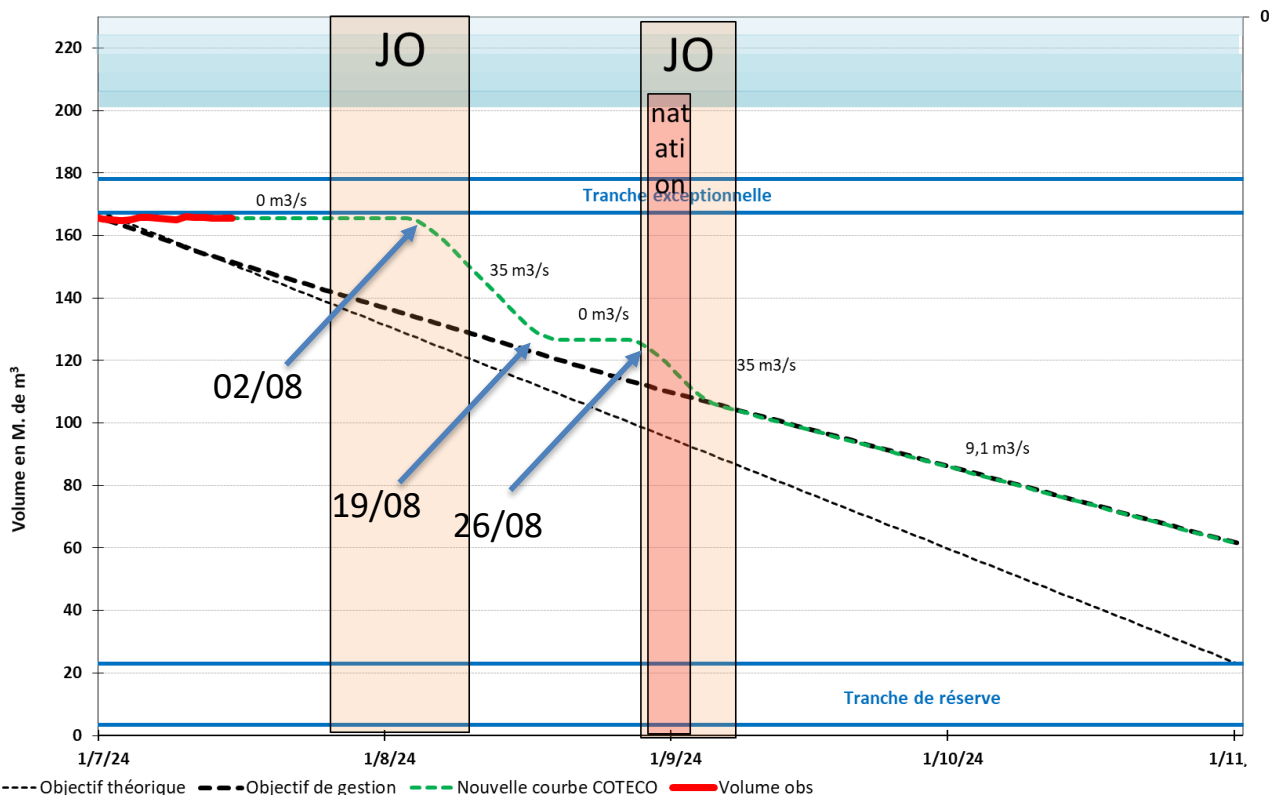 0
JO
JO
220
200
180
160
140
120
100
80
60
40
20
0
Volume en M. de m³
nat
ati
on
Tranche exceptionnelle
0 m3/s
35 m3/s
0 m3/s
35 m3/s
9,1 m3/s
02/08
19/08
26/08
Tranche de réserve
1/7/24
1/8/24
1/9/24
1/10/24
1/11.
Objectif théorique
Objectif de gestion
Nouvelle courbe COTECO
Volume obs